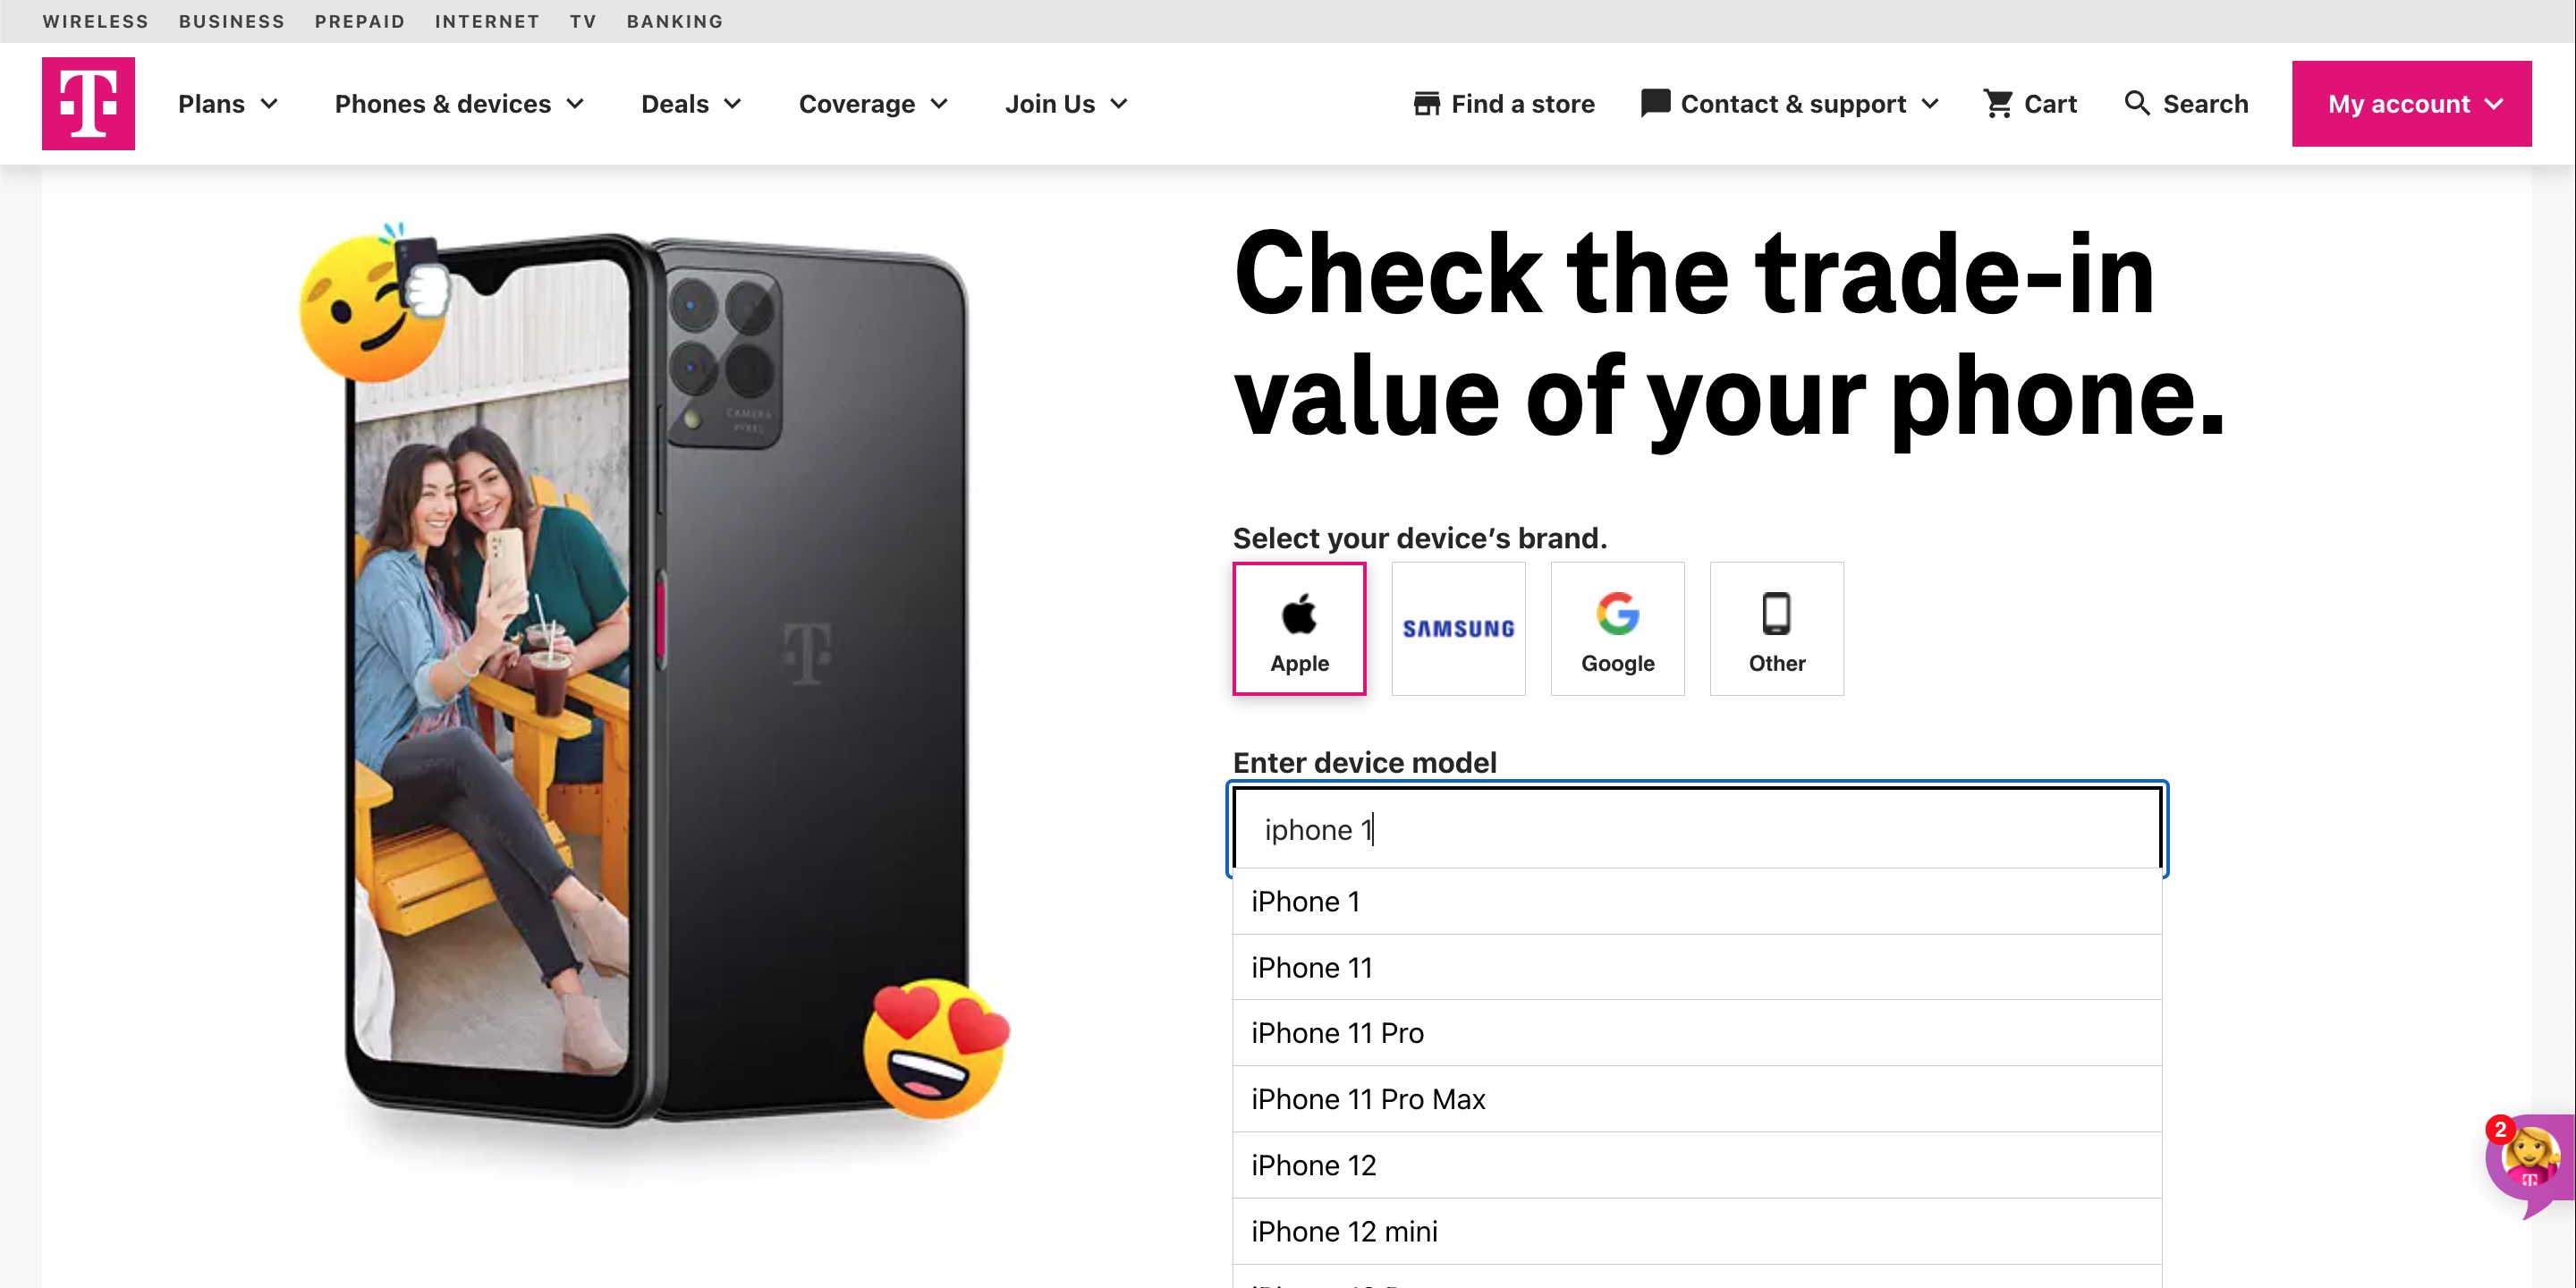 WIRELESS BUSINESS PREPAID INTERNET TV BANKING
T Plans Phones & devices Deals Coverage Join Us Find a store Contact & support Cart Search My account
Check the trade-in
value of your phone.
CAMERA
PIXEL
T
Select your device's brand.
Apple SAMSUNG Google Other
Enter device model
iphone 1
iPhone 1
iPhone 11
iPhone 11 Pro
iPhone 11 Pro Max
iPhone 12
2
iPhone 12 mini